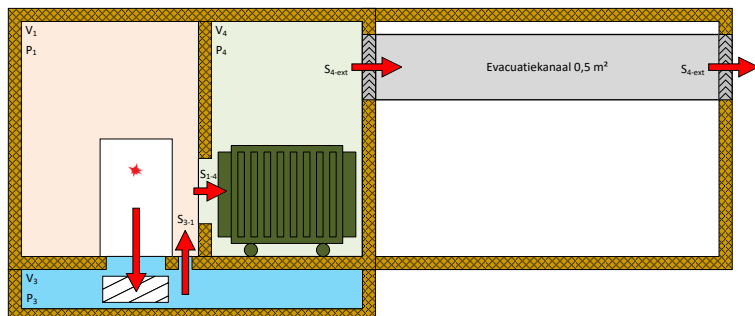 V1
P1
V4
P4
S4-ext
Evacuatiekanaal 0,5 m²
S4-ext
S1-4
S3-1
V3
P3